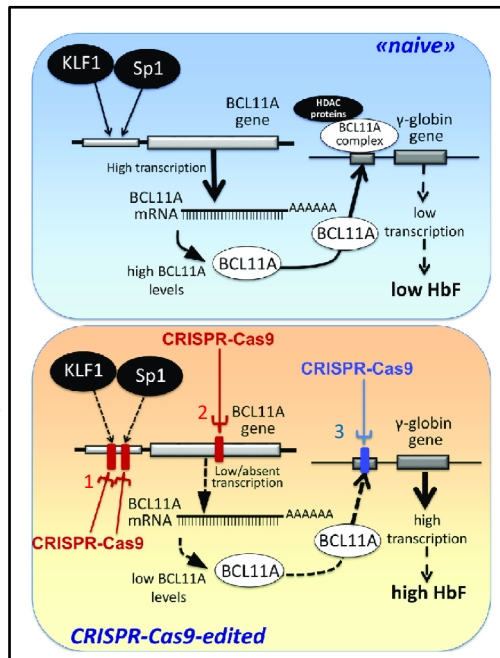 «naive»
KLF1
Sp1
BCL11A
gene
HDAC
proteins
BCL11A
complex
γ-globin
gene
High transcription
BCL11A
mRNA
AAAAAA
low
transcription
BCL11A
BCL11A
high BCL11A
levels
low HbF
CRISPR-Cas9
KLF1
Sp1
CRISPR-Cas9
2
BCL11A
gene
3
γ-globin
gene
1
Low/absent
transcription
BCL11A
mRNA
AAAAAA
CRISPR-Cas9
high
transcription
BCL11A
BCL11A
low BCL11A
levels
high HbF
CRISPR-Cas9-edited